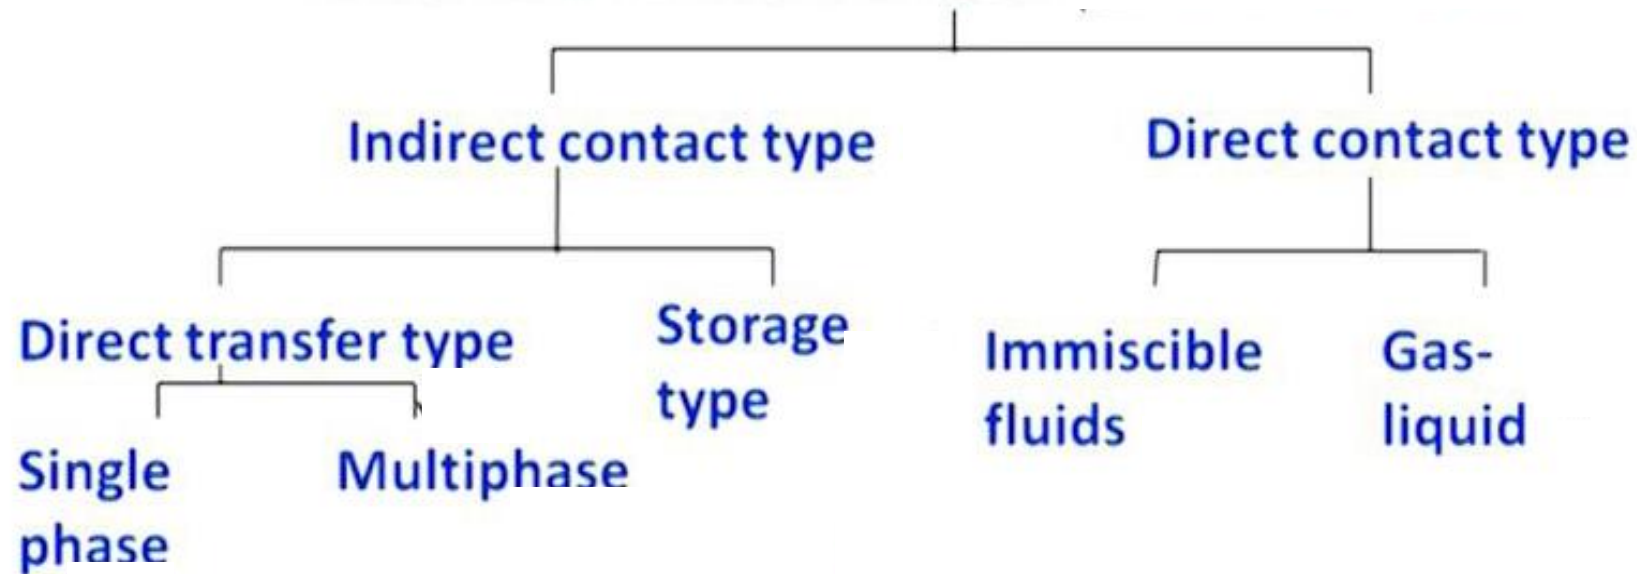 Indirect contact type
Direct contact type
Direct transfer type
Storage
type
Immiscible
fluids
Gas-
liquid
Single
phase
Multiphase